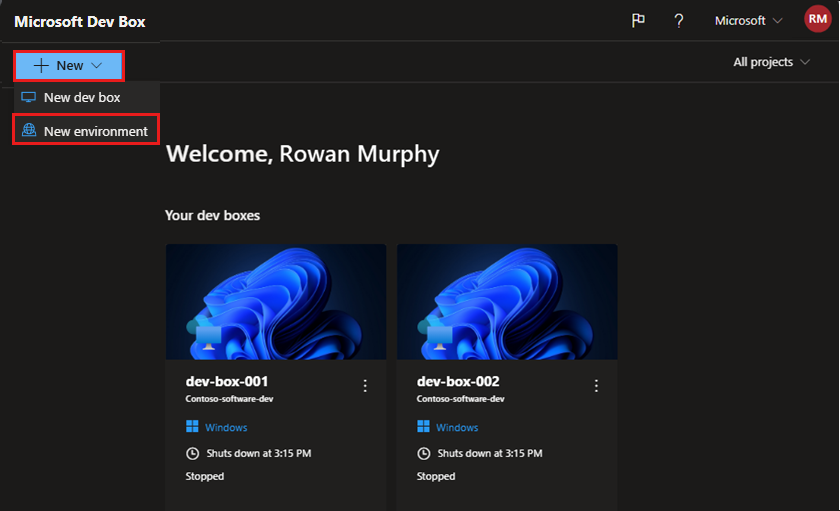 Microsoft Dev Box
?
Microsoft
RM
New
All projects
New dev box
New environment
Welcome, Rowan Murphy
Your dev boxes
dev-box-001
Contoso-software-dev
Windows
Shuts down at 3:15 PM
Stopped
dev-box-002
Contoso-software-dev
Windows
Shuts down at 3:15 PM
Stopped